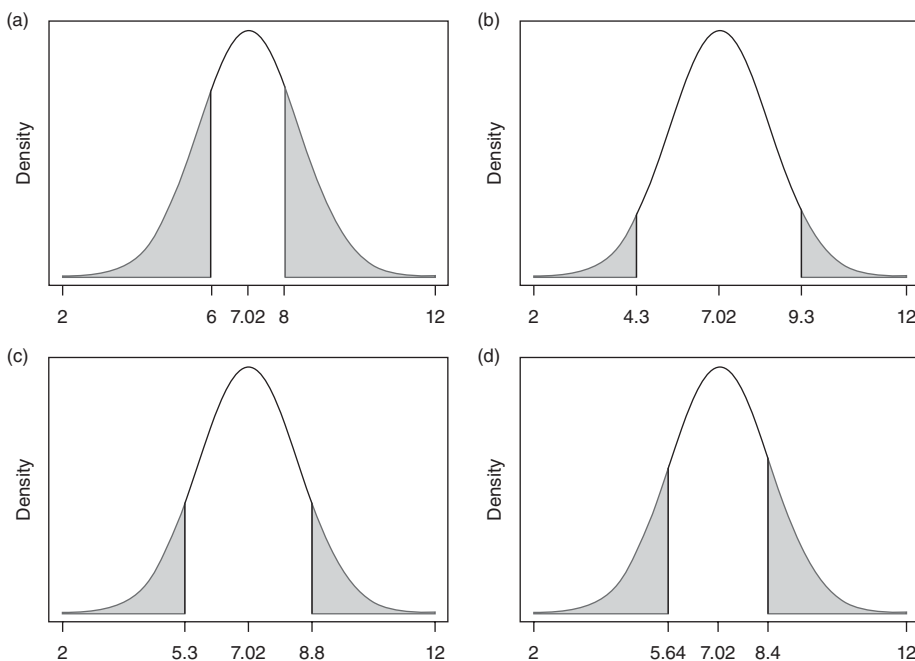 (a)
Density
2 6 7.02 8 12
(b)
Density
2 4.3 7.02 9.3 12
(c)
Density
2 5.3 7.02 8.8 12
(d)
Density
2 5.64 7.02 8.4 12